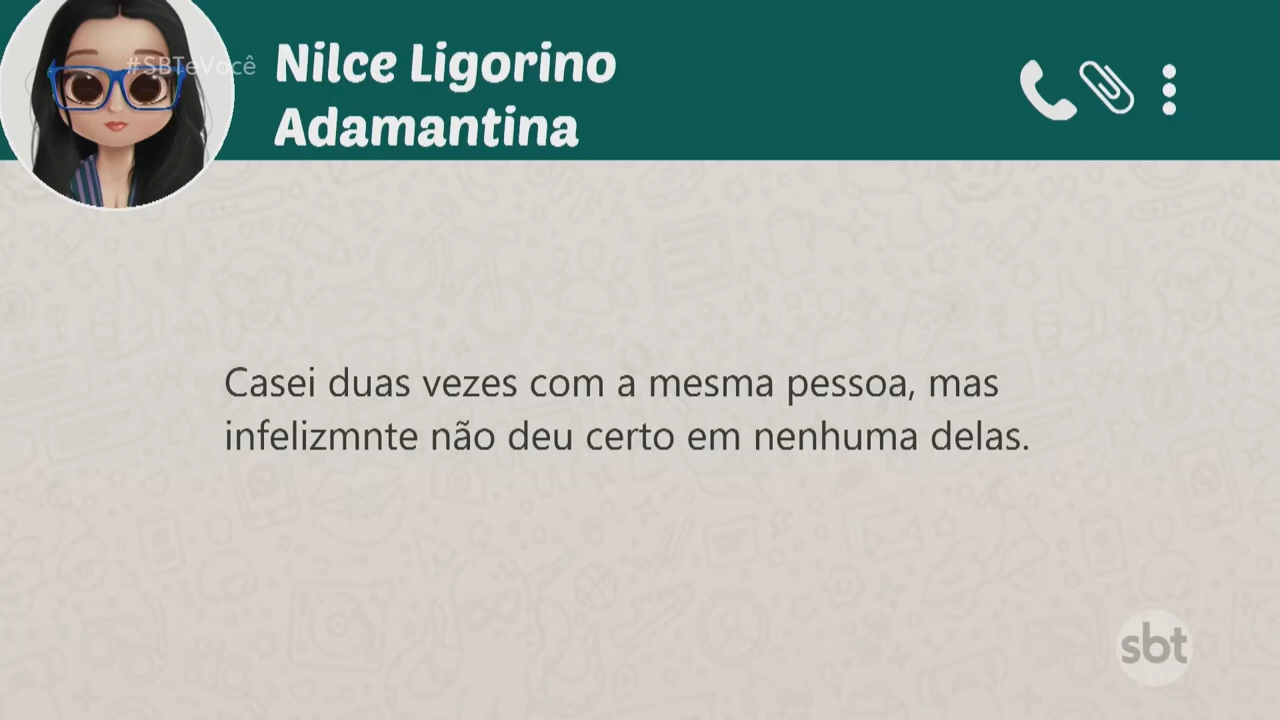 #SBTeVocê
Nilce Ligorino
Adamantina
Casei duas vezes com a mesma pessoa, mas
infelizmnte não deu certo em nenhuma delas.
sbt